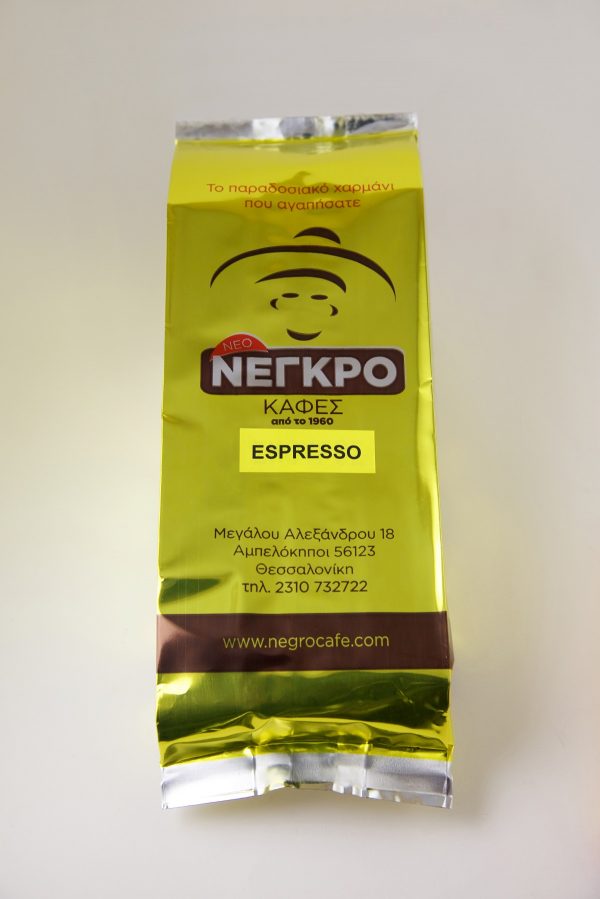 Το παραδοσιακό χαρμάνι
που αγαπήσατε
ΝΕΟ
ΝΕΓΚΡΟ
ΚΑΦΕΣ
από το 1960
ESPRESSO
Μεγάλου Αλεξάνδρου 18
Αμπελόκηποι 56123
Θεσσαλονίκη
τηλ. 2310 732722
www.negrocafe.com